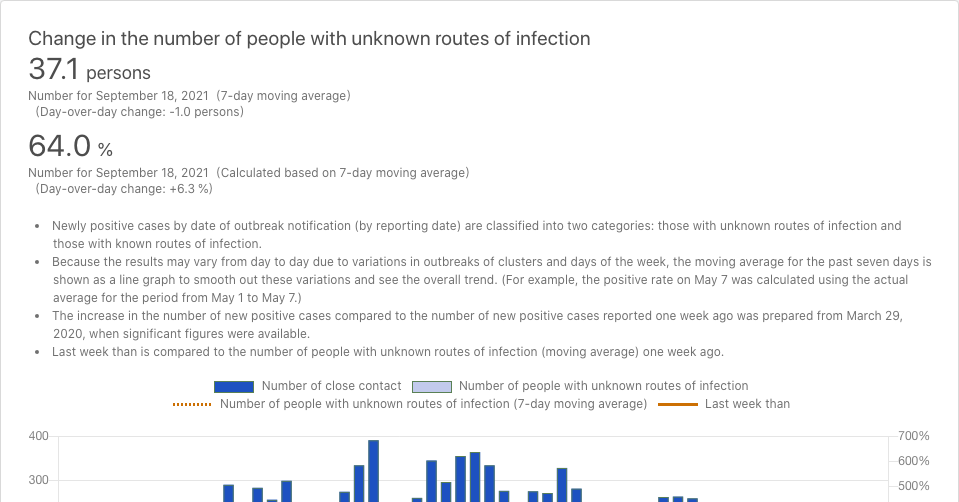 Change in the number of people with unknown routes of infection
37.1 persons
Number for September 18, 2021 (7-day moving average)
(Day-over-day change: -1.0 persons)
64.0 %
Number for September 18, 2021 (Calculated based on 7-day moving average)
(Day-over-day change: +6.3 %)
• Newly positive cases by date of outbreak notification (by reporting date) are classified into two categories: those with unknown routes of infection and
those with known routes of infection.
• Because the results may vary from day to day due to variations in outbreaks of clusters and days of the week, the moving average for the past seven days is
shown as a line graph to smooth out these variations and see the overall trend. (For example, the positive rate on May 7 was calculated using the actual
average for the period from May 1 to May 7.)
• The increase in the number of new positive cases compared to the number of new positive cases reported one week ago was prepared from March 29,
2020, when significant figures were available.
• Last week than is compared to the number of people with unknown routes of infection (moving average) one week ago.
Number of close contact Number of people with unknown routes of infection
Number of people with unknown routes of infection (7-day moving average) Last week than
400 700%
600%
300 500%